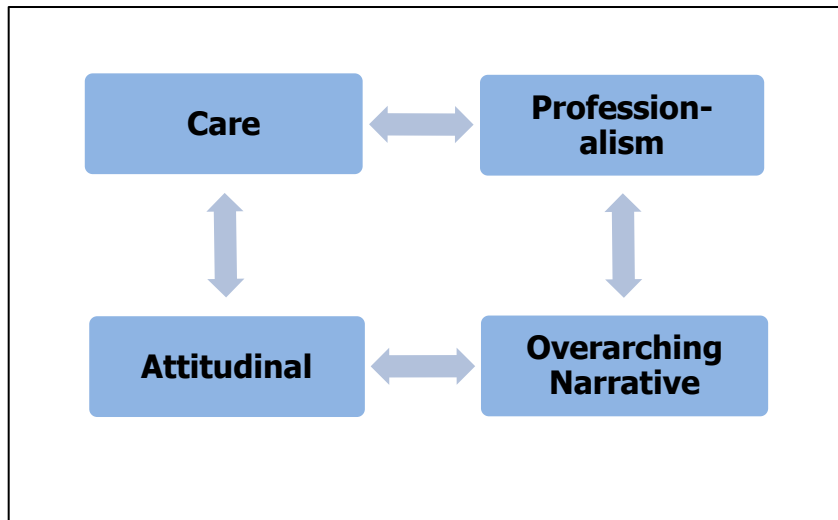 Care
Profession-
alism
Attitudinal
Overarching
Narrative